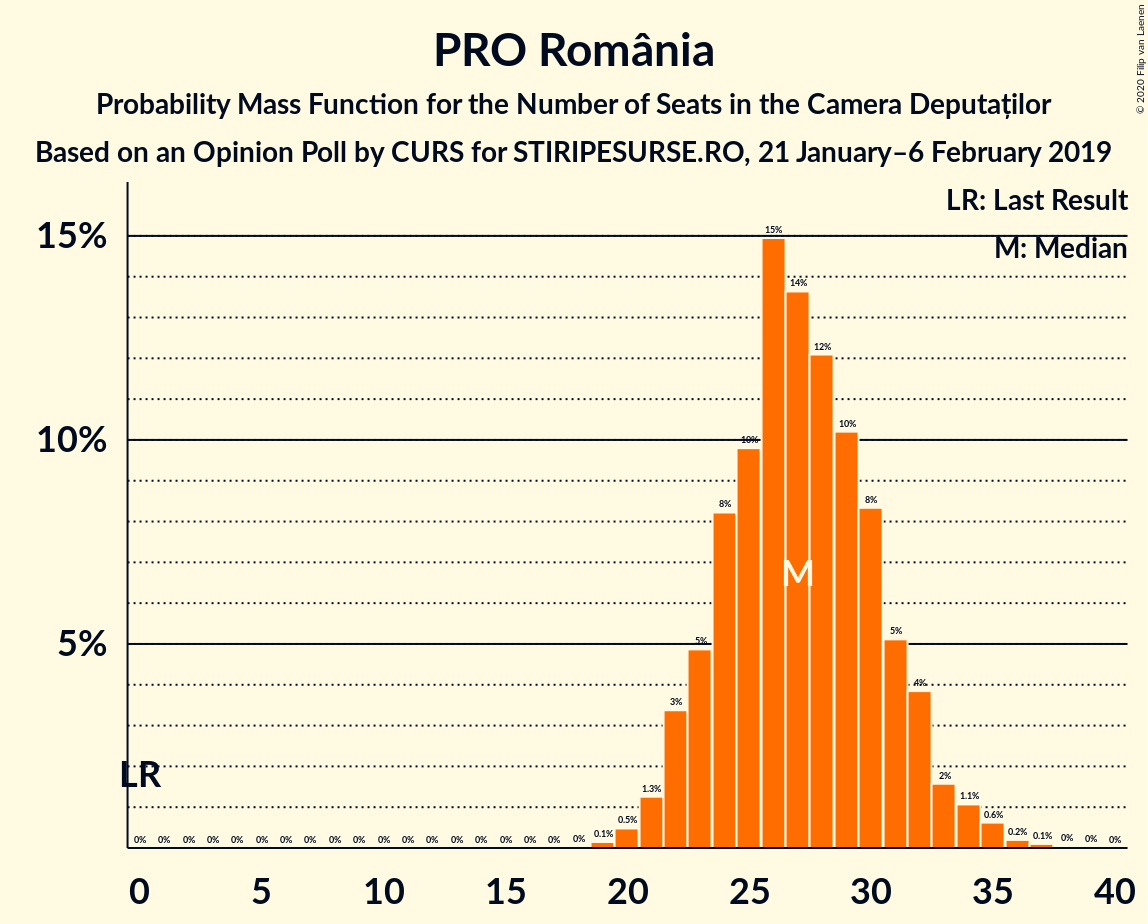 PRO România
Probability Mass Function for the Number of Seats in the Camera Deputaților
Based on an Opinion Poll by CURS for STIRIPESURSE.RO, 21 January–6 February 2019
© 2020 Filip van Laenen
LR: Last Result
M: Median
15%
10%
5%
LR
M
0% 0% 0% 0% 0% 0% 0% 0% 0% 0% 0% 0% 0% 0% 0% 0% 0% 0% 0% 0.1% 0.5% 1.3% 3% 5% 8% 10% 15% 14% 12% 10% 8% 5% 4% 2% 1.1% 0.6% 0.2% 0.1% 0% 0% 0%
0 5 10 15 20 25 30 35 40